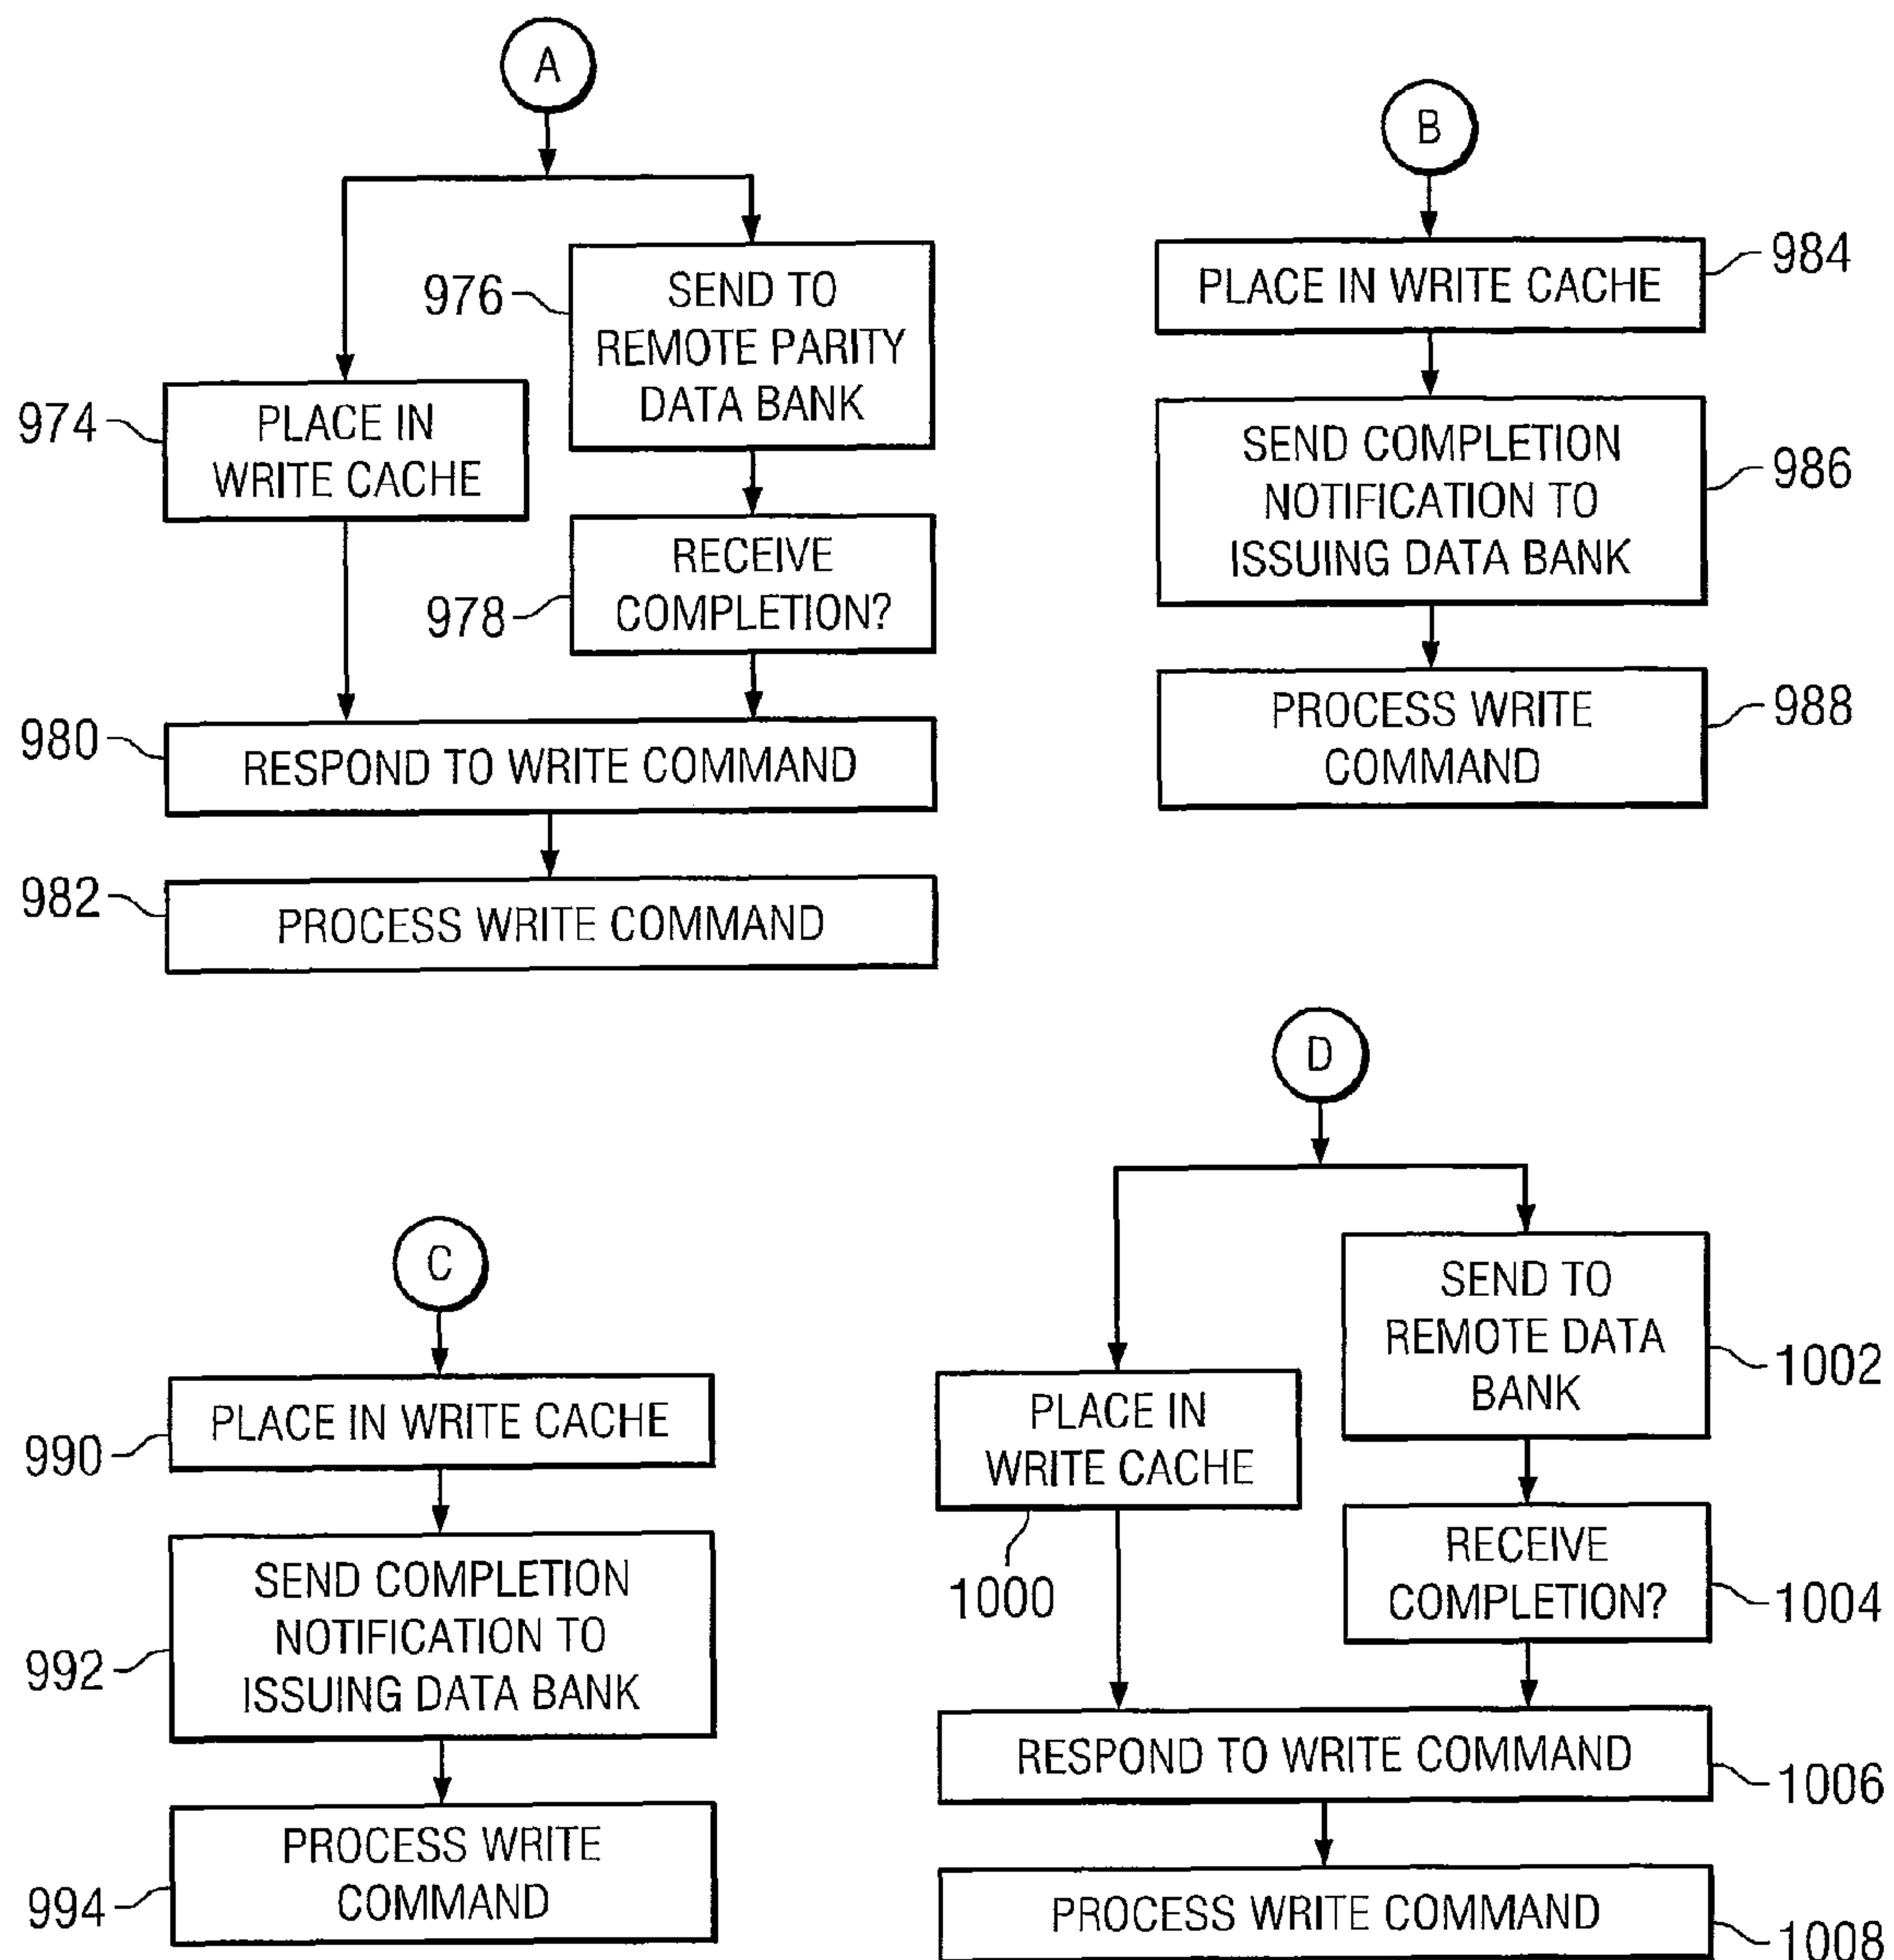 A
976
SEND TO
REMOTE PARITY
DATA BANK
974
PLACE IN
WRITE CACHE
978
RECEIVE
COMPLETION?
980
RESPOND TO WRITE COMMAND
982
PROCESS WRITE COMMAND
B
PLACE IN WRITE CACHE
984
SEND COMPLETION
NOTIFICATION TO
ISSUING DATA BANK
986
PROCESS WRITE
COMMAND
988
C
990
PLACE IN WRITE CACHE
992
SEND COMPLETION
NOTIFICATION TO
ISSUING DATA BANK
994
PROCESS WRITE
COMMAND
D
SEND TO
REMOTE DATA
BANK
1002
PLACE IN
WRITE CACHE
1000
RECEIVE
COMPLETION?
1004
RESPOND TO WRITE COMMAND
1006
PROCESS WRITE COMMAND
1008